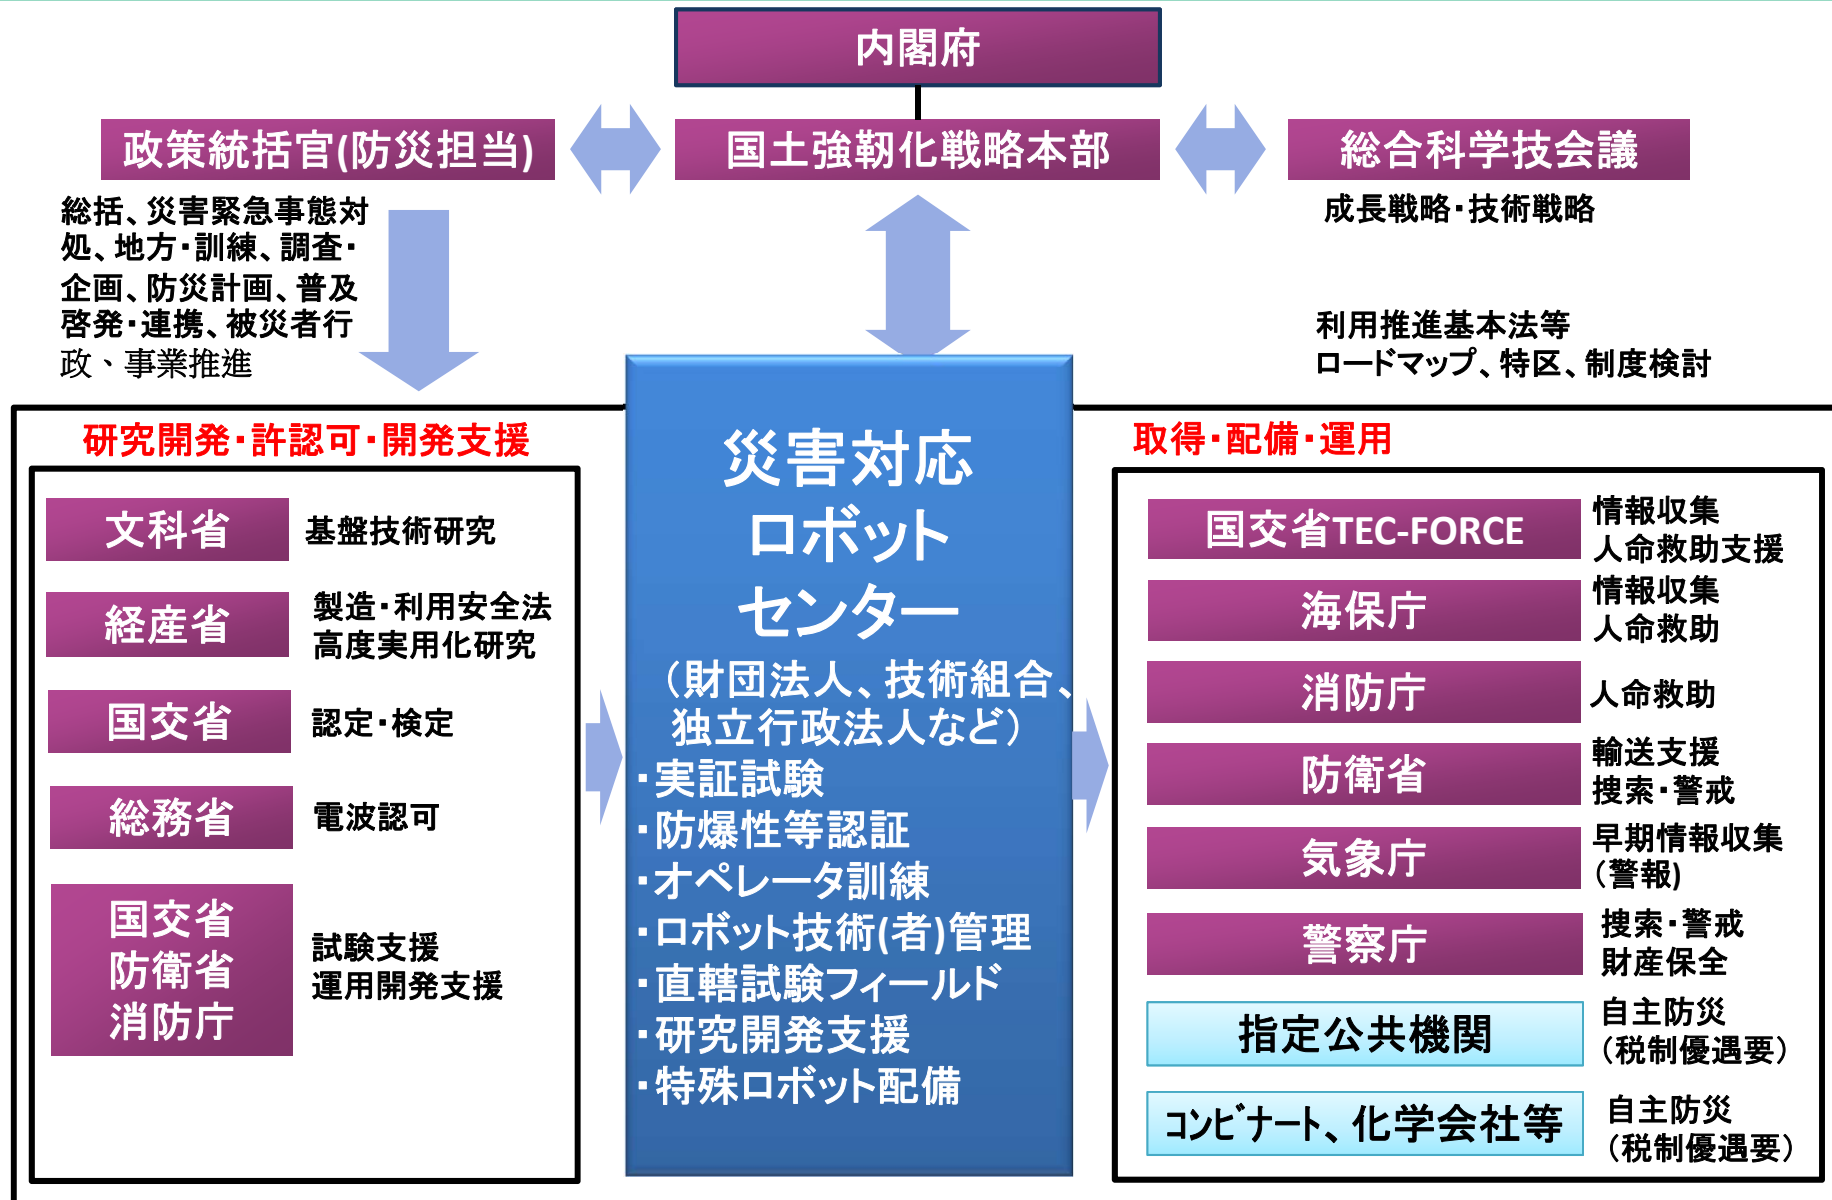 内閣府
政策統括官(防災担当)
国土強靭化戦略本部
総合科学技会議
総括、災害緊急事態対
処、地方・訓練、調査・
企画、防災計画、普及
啓発・連携、被災者行
政、事業推進
成長戦略・技術戦略
利用推進基本法等
ロードマップ、特区、制度検討
研究開発・許認可・開発支援
文科省
基盤技術研究
経産省
製造・利用安全法
高度実用化研究
国交省
認定・検定
総務省
電波認可
国交省
防衛省
消防庁
試験支援
運用開発支援
災害対応
ロボット
センター
（財団法人、技術組合、
独立行政法人など）
・実証試験
・防爆性等認証
・オペレータ訓練
・ロボット技術(者)管理
・直轄試験フィールド
・研究開発支援
・特殊ロボット配備
取得・配備・運用
国交省TEC-FORCE
情報収集
人命救助支援
海保庁
情報収集
人命救助
消防庁
人命救助
防衛省
輸送支援
捜索・警戒
気象庁
早期情報収集
（警報)
警察庁
捜索・警戒
財産保全
指定公共機関
自主防災
（税制優遇要）
コンビナート、化学会社等
自主防災
（税制優遇要）